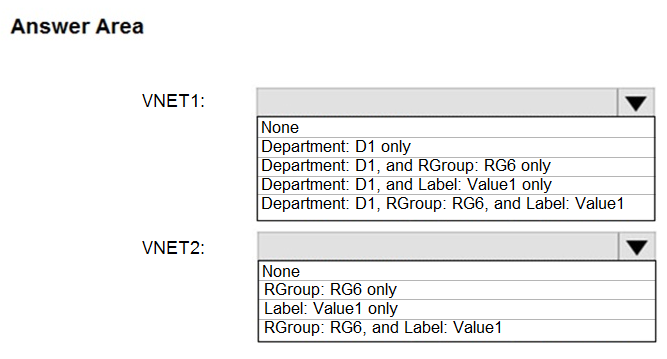 Answer Area
VNET1:
None
Department: D1 only
Department: D1, and RGroup: RG6 only
Department: D1, and Label: Value1 only
Department: D1, RGroup: RG6, and Label: Value1
VNET2:
None
RGroup: RG6 only
Label: Value1 only
RGroup: RG6, and Label: Value1